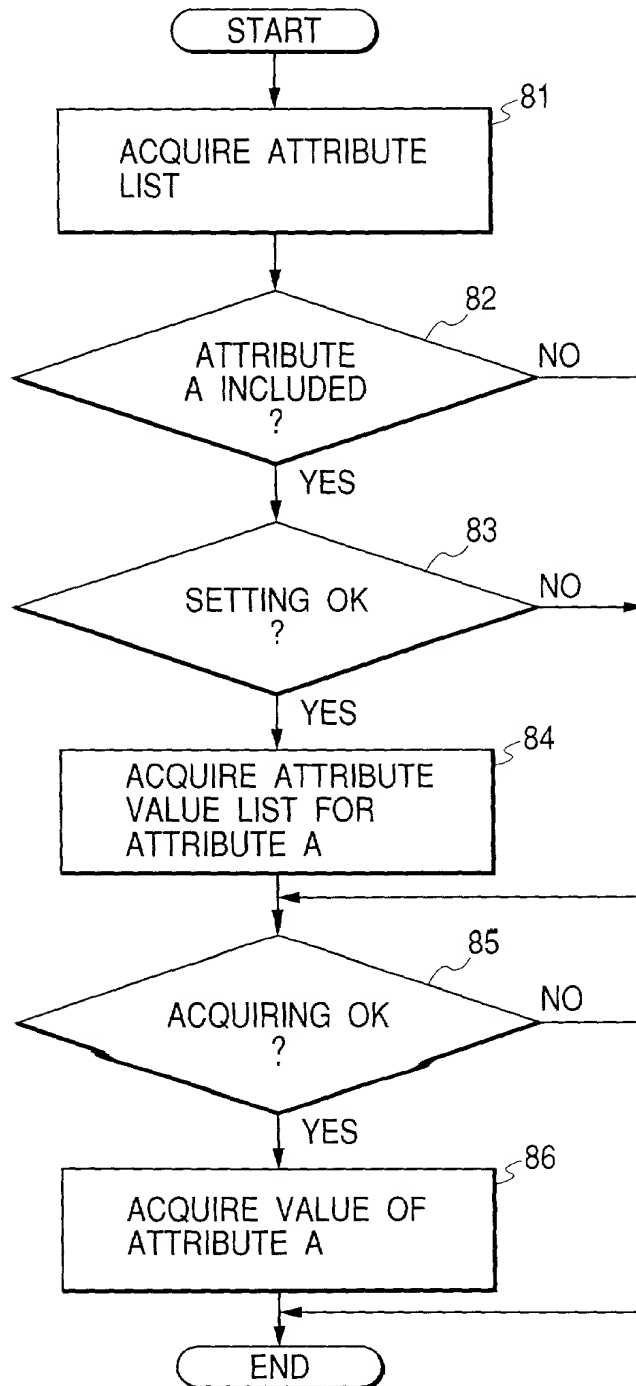 START
81
ACQUIRE ATTRIBUTE
LIST
82
ATTRIBUTE
A INCLUDED
?
NO
YES
83
SETTING OK
?
NO
YES
84
ACQUIRE ATTRIBUTE
VALUE LIST FOR
ATTRIBUTE A
85
ACQUIRING OK
?
NO
YES
86
ACQUIRE VALUE OF
ATTRIBUTE A
END